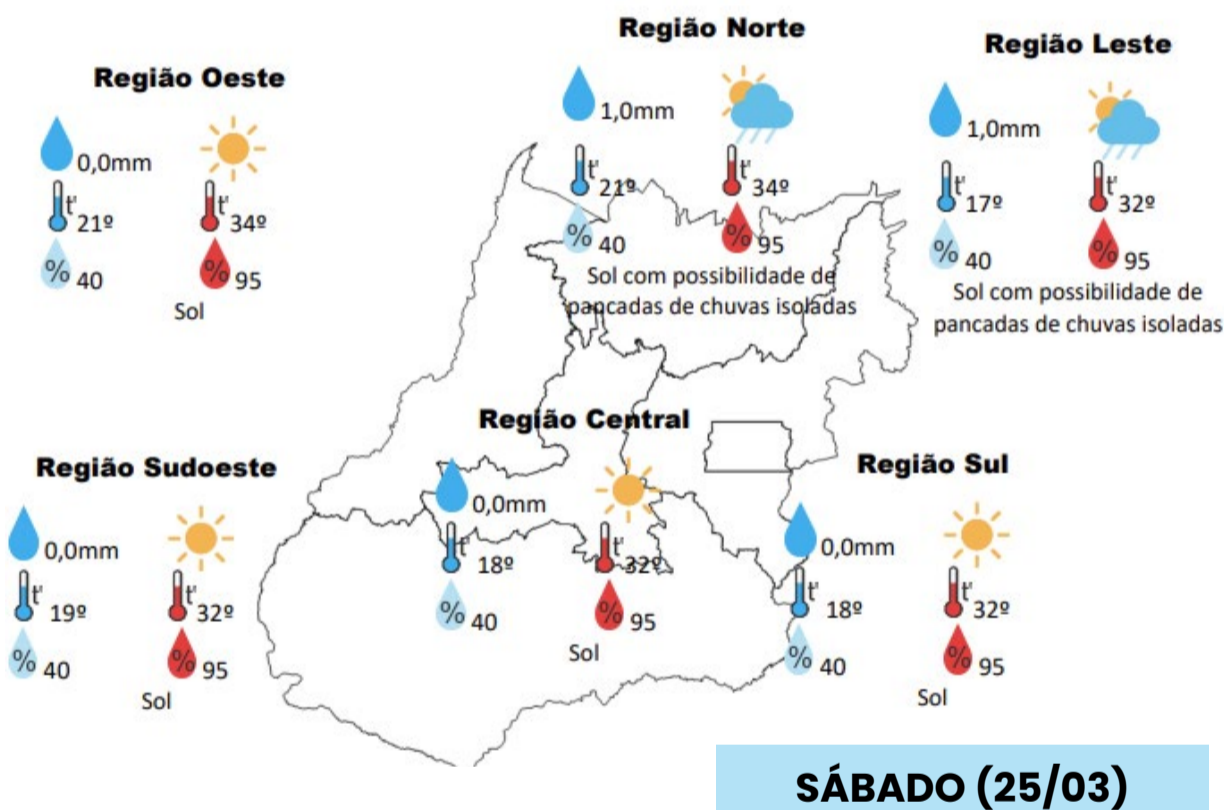 Região Oeste
0,0mm
t'
21º
t'
34º
% 40
% 95
Sol
Região Norte
1,0mm
t'
21º
t'
34º
% 40
% 95
Sol com possibilidade de
pancadas de chuvas isoladas
Região Leste
1,0mm
t'
17º
t'
32º
% 40
% 95
Sol com possibilidade de
pancadas de chuvas isoladas
Região Sudoeste
0,0mm
t'
19º
t'
32º
% 40
% 95
Sol
Região Central
0,0mm
t'
18º
t'
32º
% 40
% 95
Sol
Região Sul
0,0mm
t'
18º
t'
32º
% 40
% 95
Sol
SÁBADO (25/03)